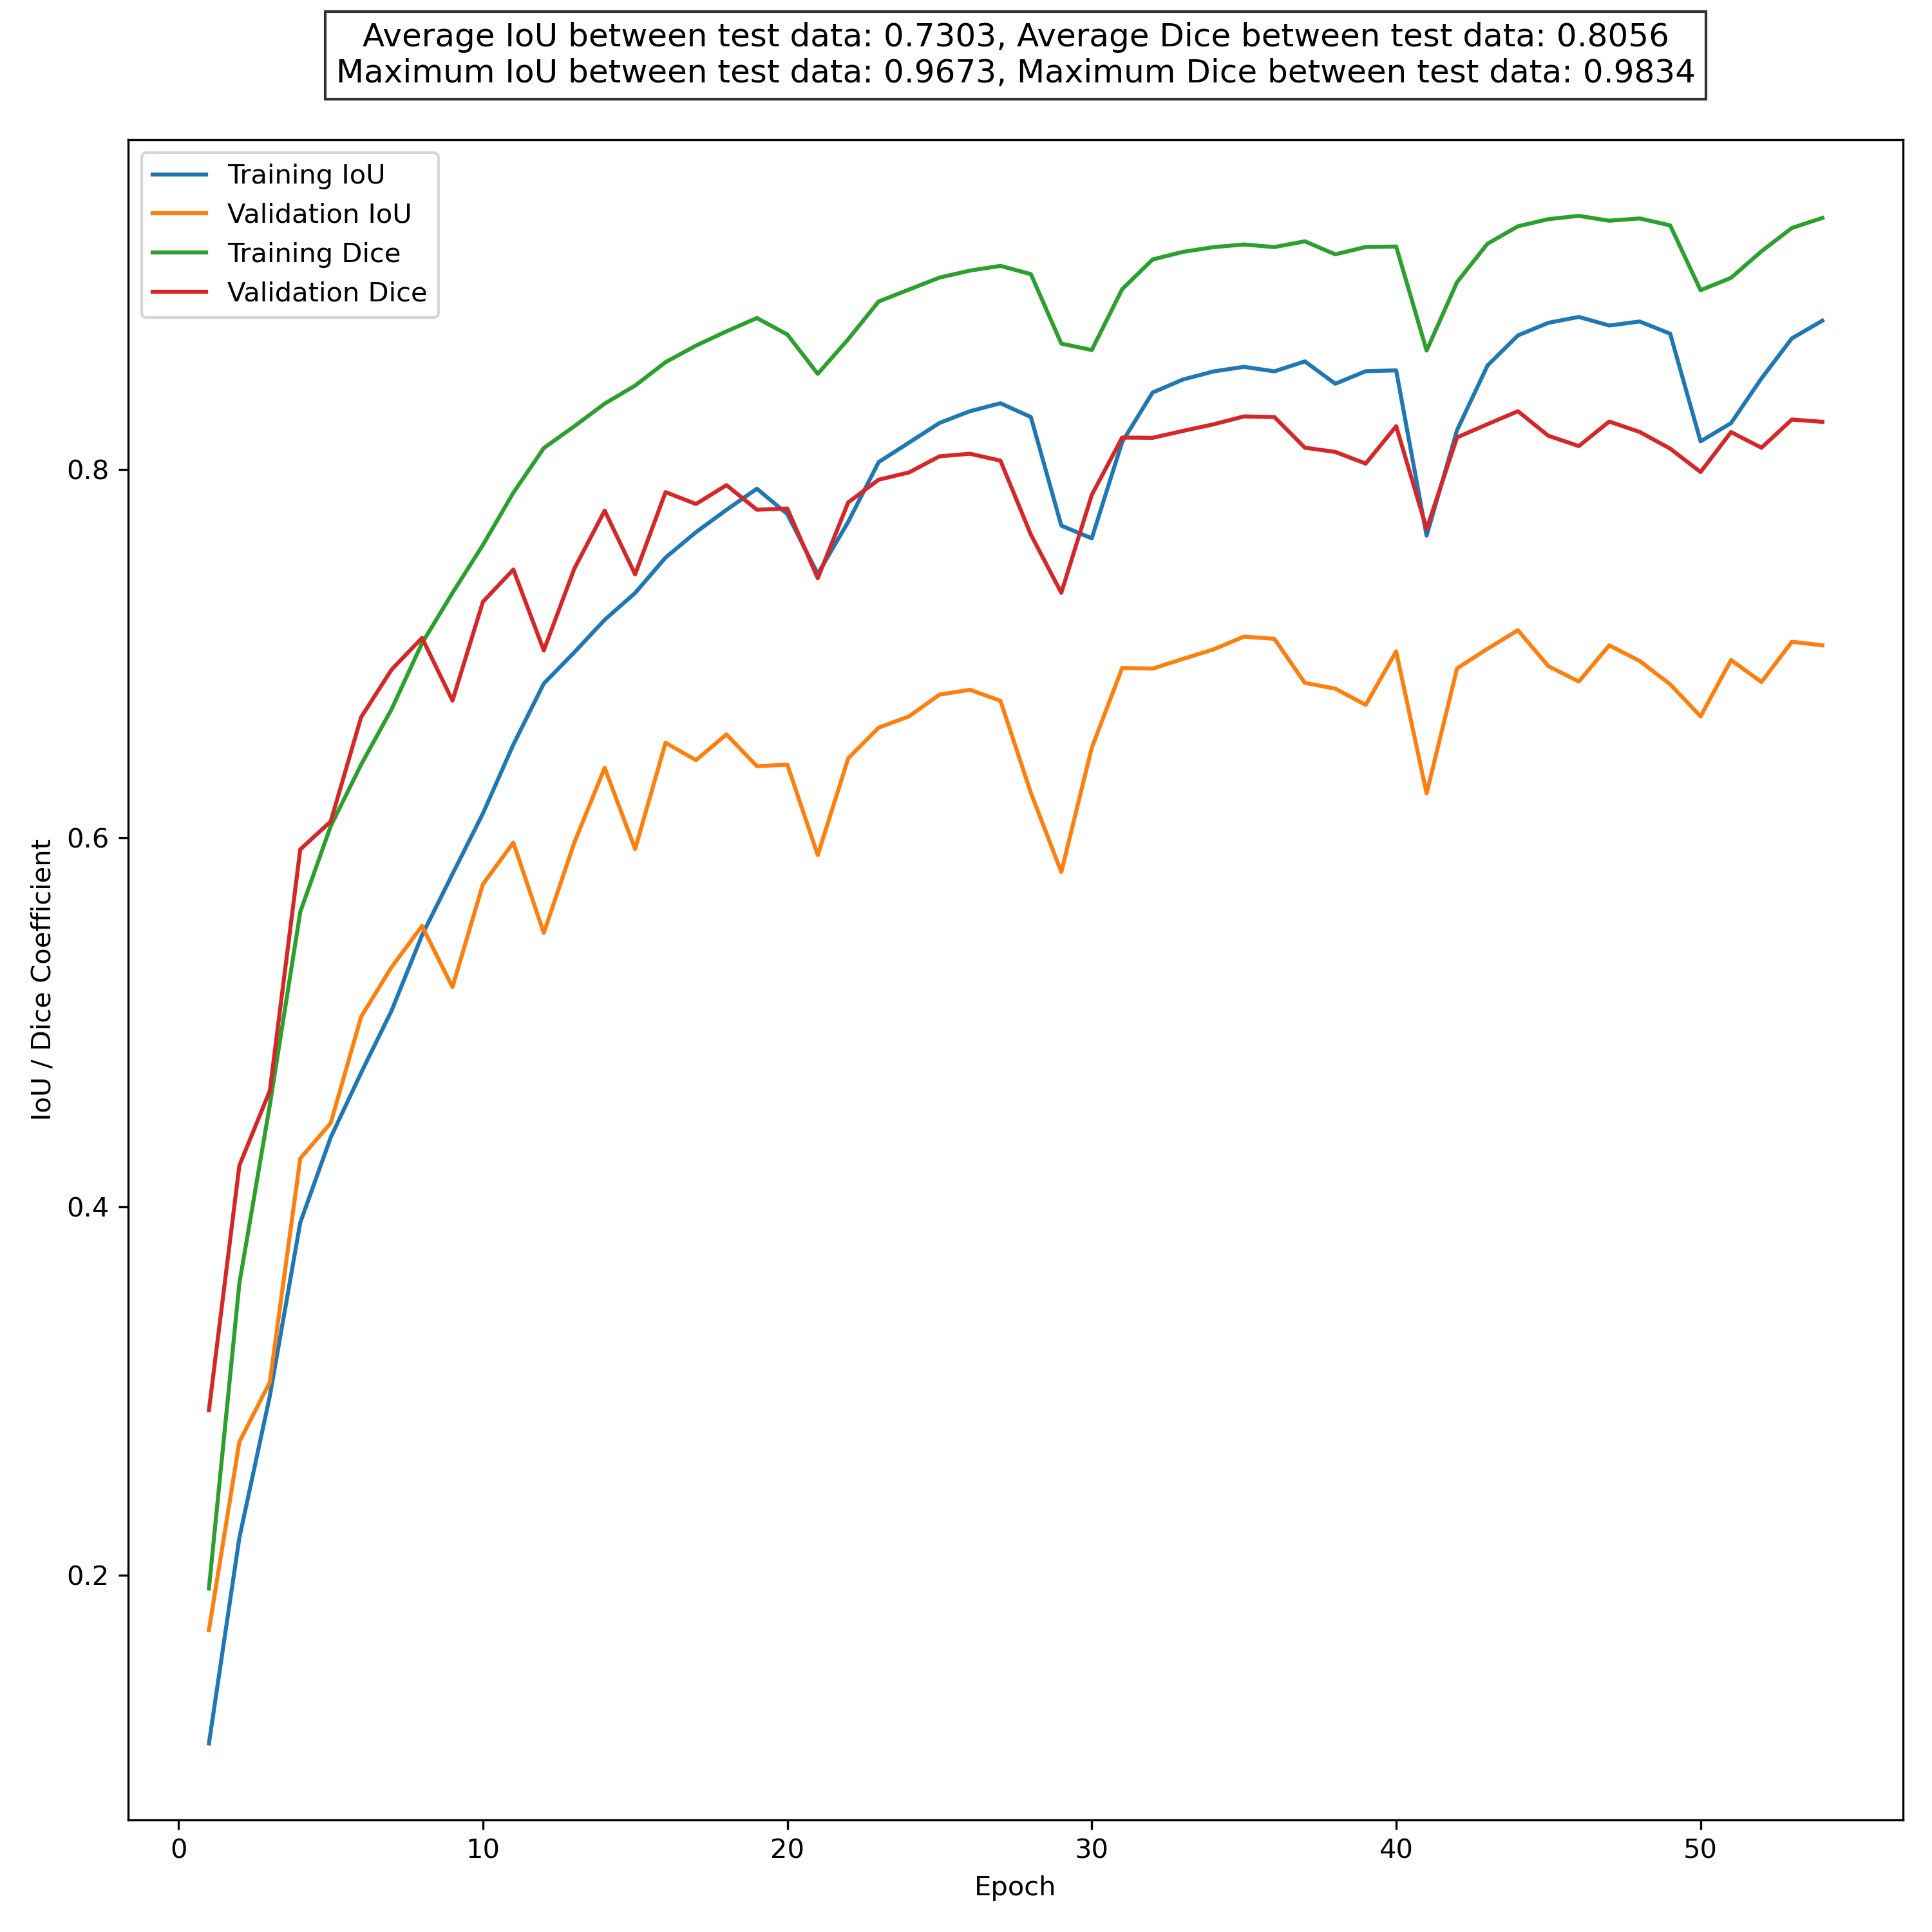 Average IoU between test data: 0.7303, Average Dice between test data: 0.8056
Maximum IoU between test data: 0.9673, Maximum Dice between test data: 0.9834
Training IoU
Validation IoU
Training Dice
Validation Dice
0.8
0.6
0.4
0.2
IoU / Dice Coefficient
0 10 20 30 40 50
Epoch